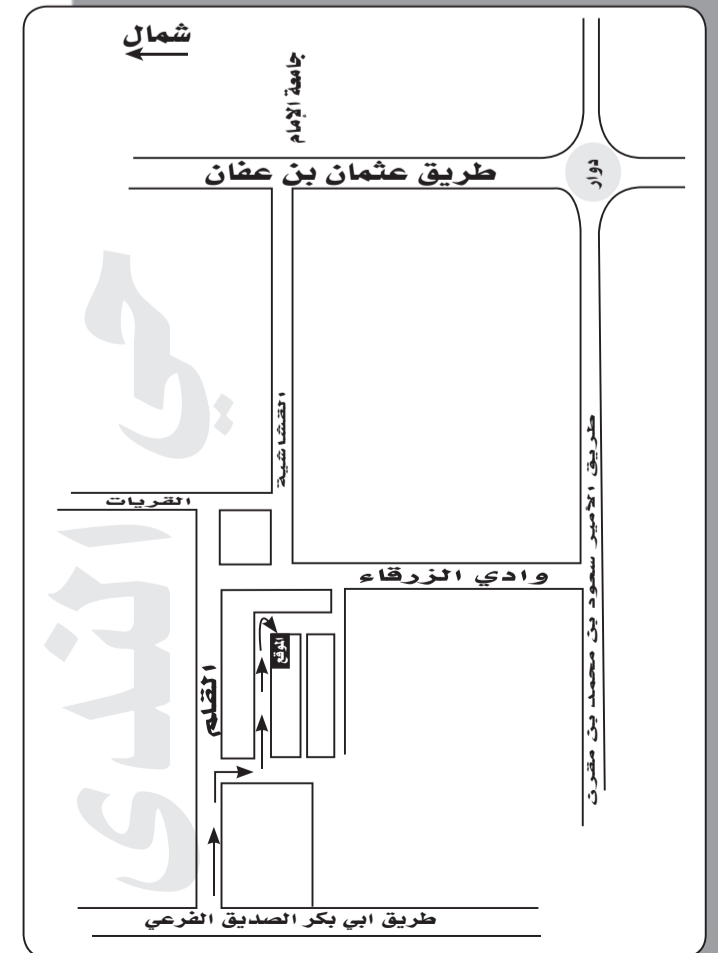 شمال
جامعة الإمام
طريق عثمان بن عفان
دوار
حي الندى
القشاشية
طريق الأمير سعود بن محمد بن مقرن
القريات
وادي الزرقاء
الموقع
القلم
طريق ابي بكر الصديق الفرعي